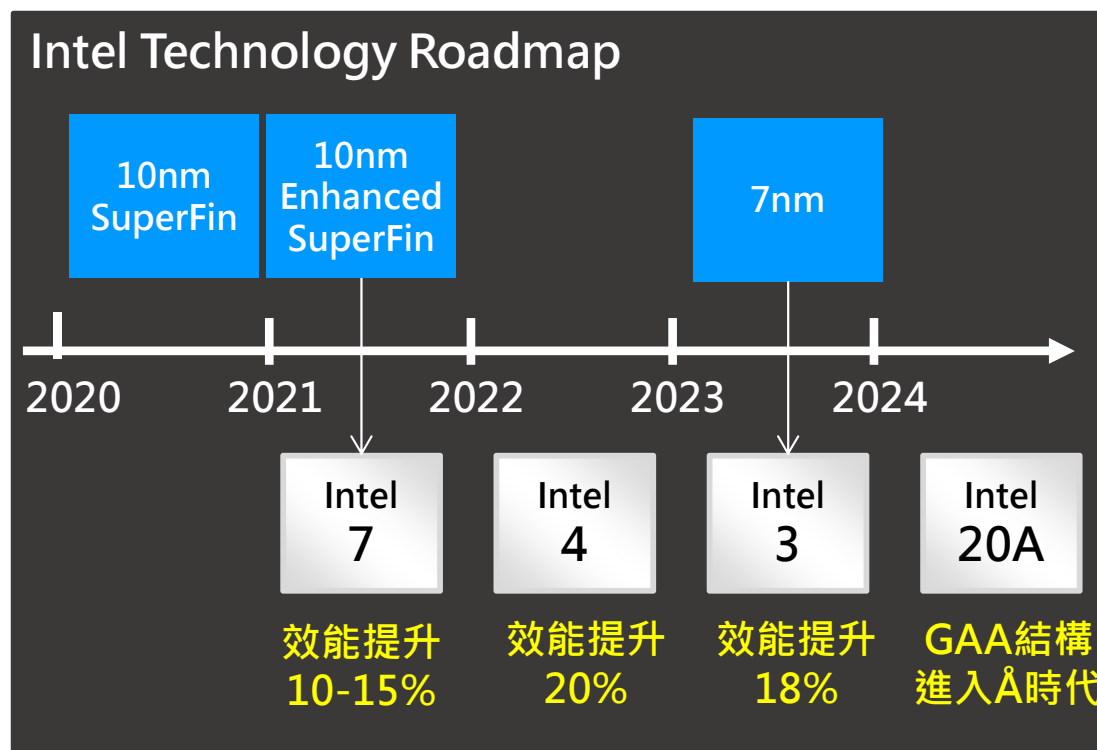 Intel Technology Roadmap
10nm
SuperFin
10nm
Enhanced
SuperFin
7nm
2020
2021
2022
2023
2024
Intel
7
Intel
4
Intel
3
Intel
20A
效能提升
10-15%
效能提升
20%
效能提升
18%
GAA結構
進入Å時代